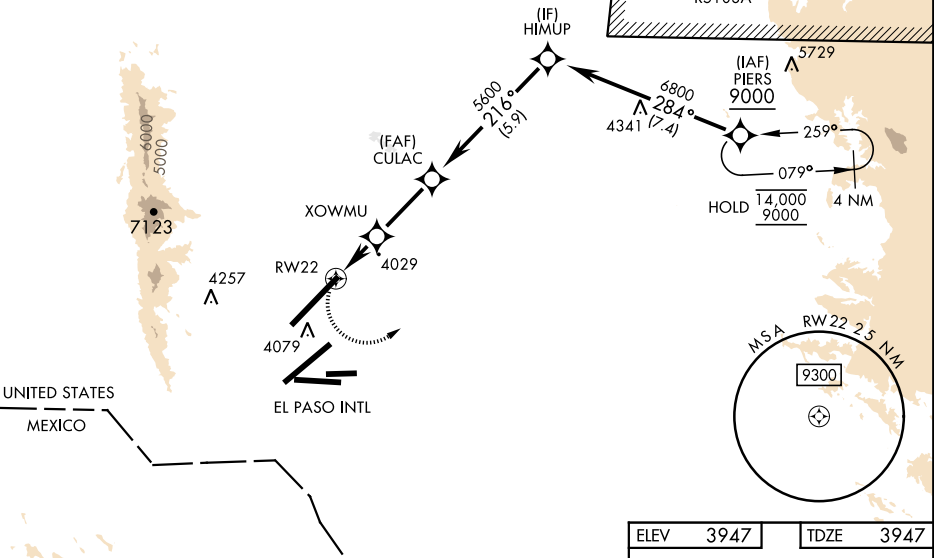 (IF)
HIMUP
5729
(IAF)
PIERS
9000
6800
284°
(7.4)
4341
5600
216°
(5.9)
259°
079°
4 NM
HOLD
14,000
9000
(FAF)
CULAC
6000
5000
7123
XOWMU
4029
RW22
4257
4079
EL PASO INTL
UNITED STATES
MEXICO
MSA RW22 25 NM
9300
ELEV 3947
TDZE 3947